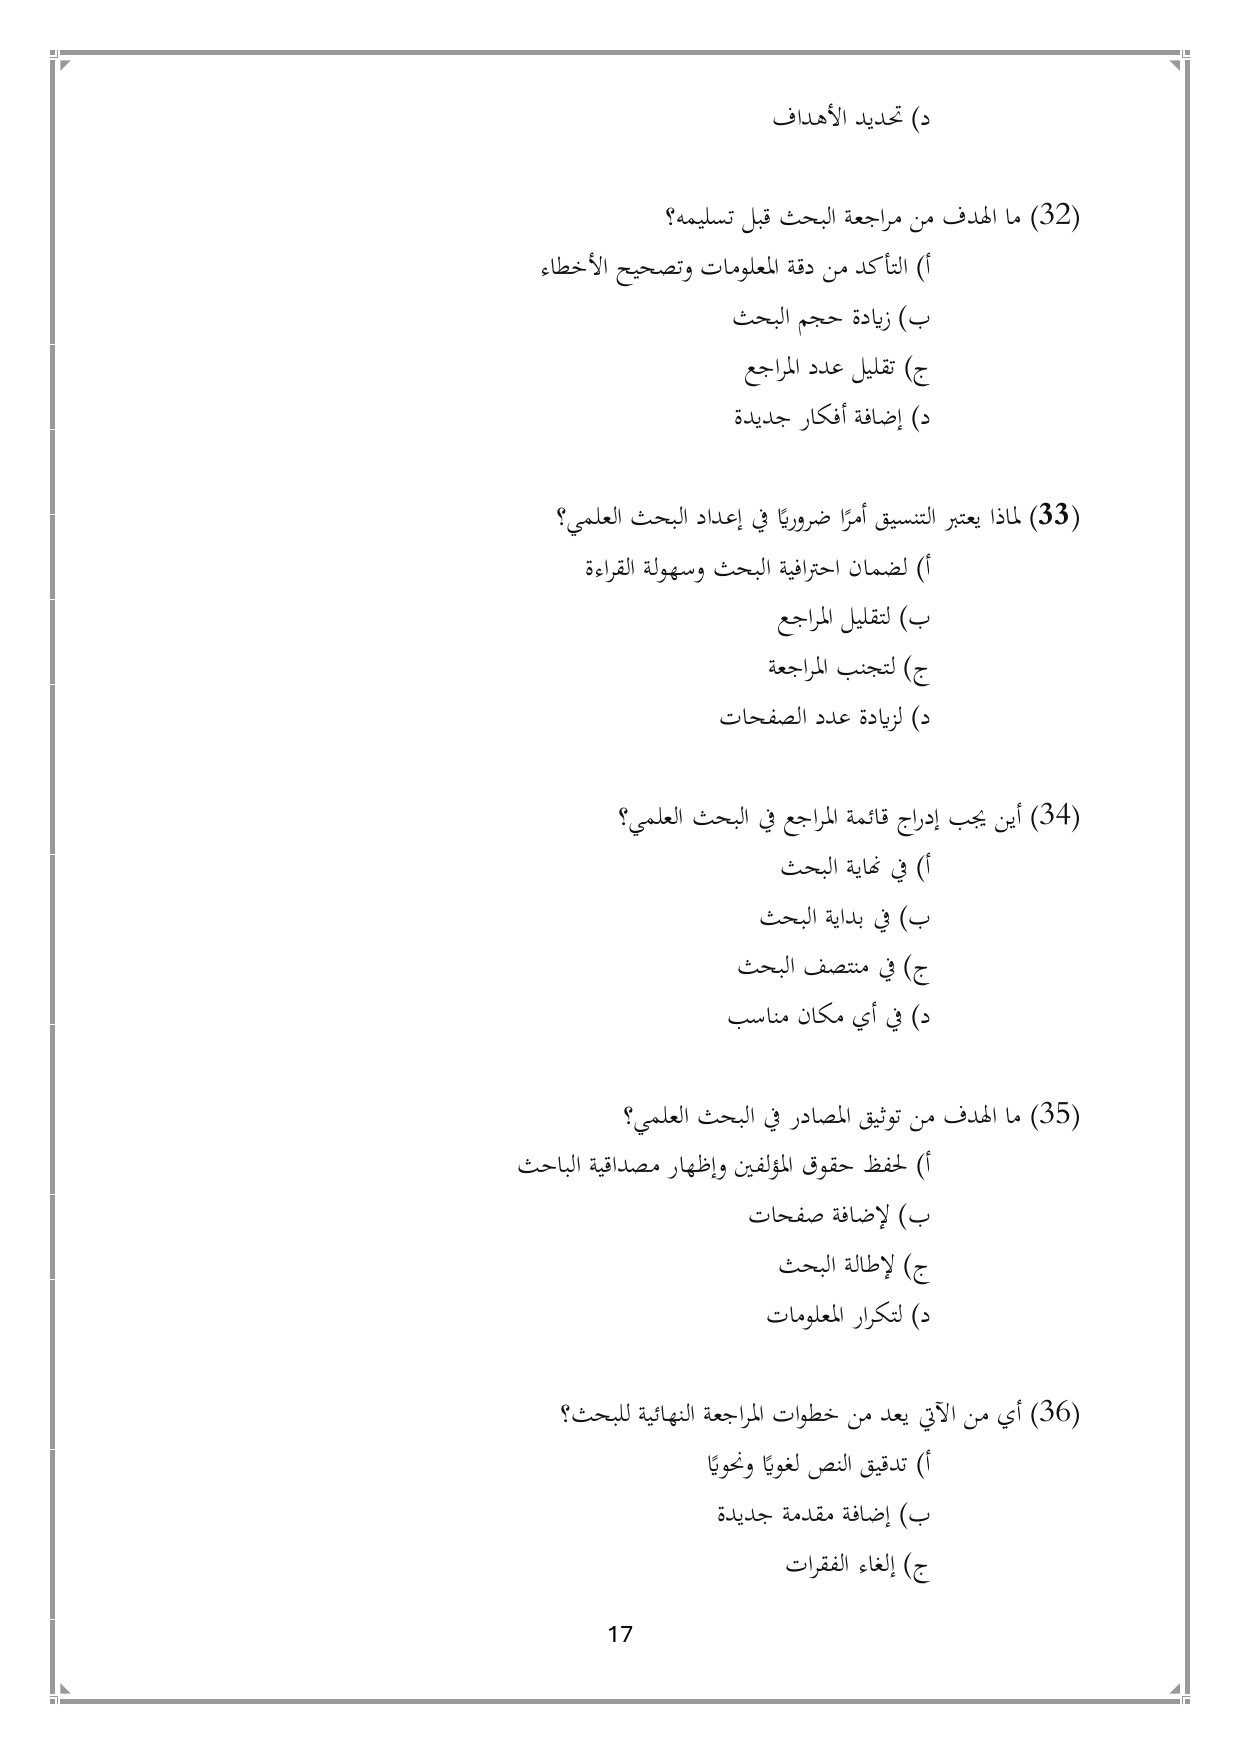 د) تحديد الأهداف
(32) ما الهدف من مراجعة البحث قبل تسليمه؟
أ) التأكد من دقة المعلومات وتصحيح الأخطاء
ب) زيادة حجم البحث
ج) تقليل عدد المراجع
د) إضافة أفكار جديدة
(33) لماذا يعتبر التنسيق أمرًا ضروريًا في إعداد البحث العلمي؟
أ) لضمان احترافية البحث وسهولة القراءة
ب) لتقليل المراجع
ج) لتجنب المراجعة
د) لزيادة عدد الصفحات
(34) أين يجب إدراج قائمة المراجع في البحث العلمي؟
أ) في نهاية البحث
ب) في بداية البحث
ج) في منتصف البحث
د) في أي مكان مناسب
(35) ما الهدف من توثيق المصادر في البحث العلمي؟
أ) لحفظ حقوق المؤلفين وإظهار مصداقية الباحث
ب) لإضافة صفحات
ج) لإطالة البحث
د) لتكرار المعلومات
(36) أي من الآتي يعد من خطوات المراجعة النهائية للبحث؟
أ) تدقيق النص لغويًا ونحويًا
ب) إضافة مقدمة جديدة
ج) إلغاء الفقرات
17